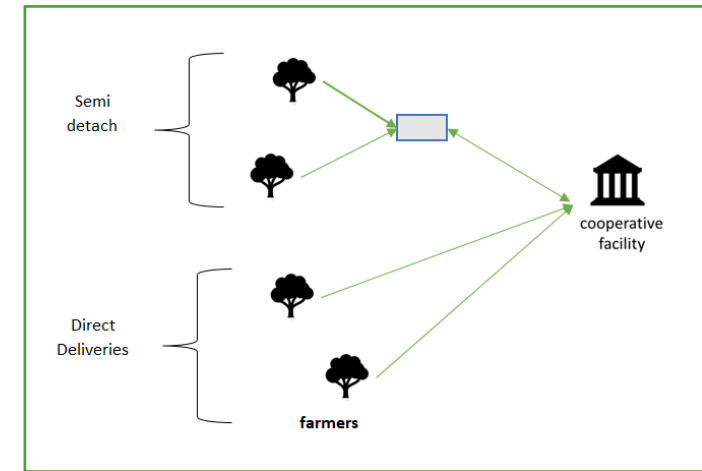 Semi
detach
cooperative
facility
Direct
Deliveries
farmers